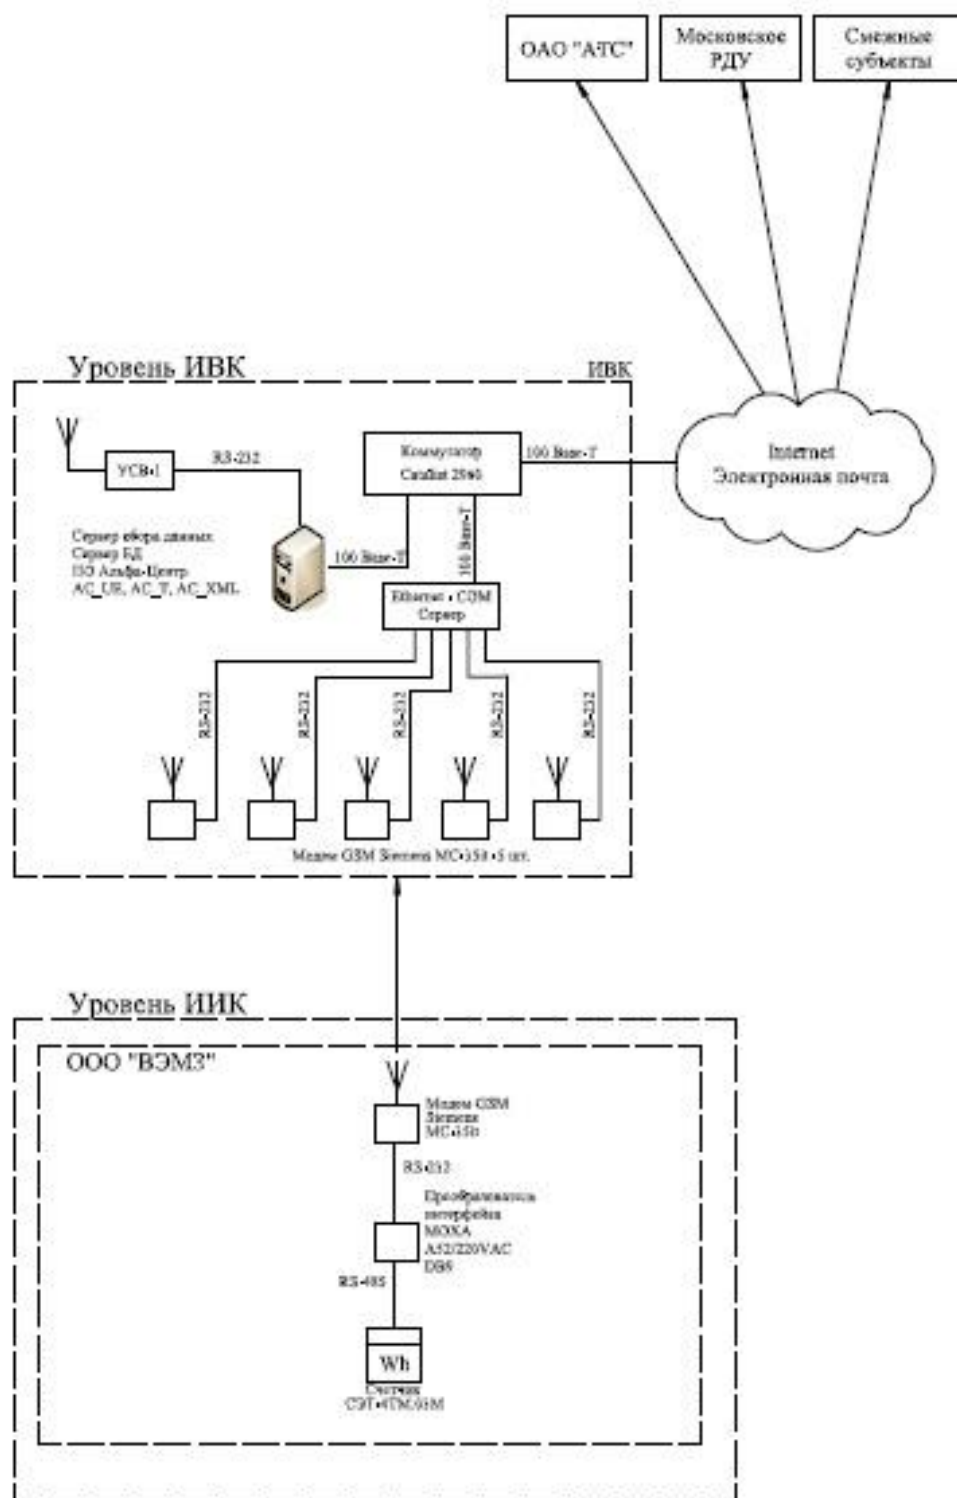 ОАО "АТС"
Московское
РДУ
Смежные
субъекты
Уровень ИВК
ИВК
УСВ-1
RS-232
Коммутатор
Catalist 2960
100 Base-T
Internet
Электронная почта
Сервер сбора данных
Сервер БД
ПО Альфа-Центр
AC_UE, AC_T, AC_XML
100 Base-T
100 Base-T
Ethernet - COM
Сервер
RS-232
RS-232
RS-232
RS-232
RS-232
Модем GSM Siemens MC-35i - 5 шт.
Уровень ИИК
ООО "ВЭМЗ"
Модем GSM
Siemens
MC-35i
RS-232
Преобразователь
интерфейса
MOXA
A52/220VAC
DB9
RS-485
Wh
Счетчик
СЭТ-4ТМ.03М